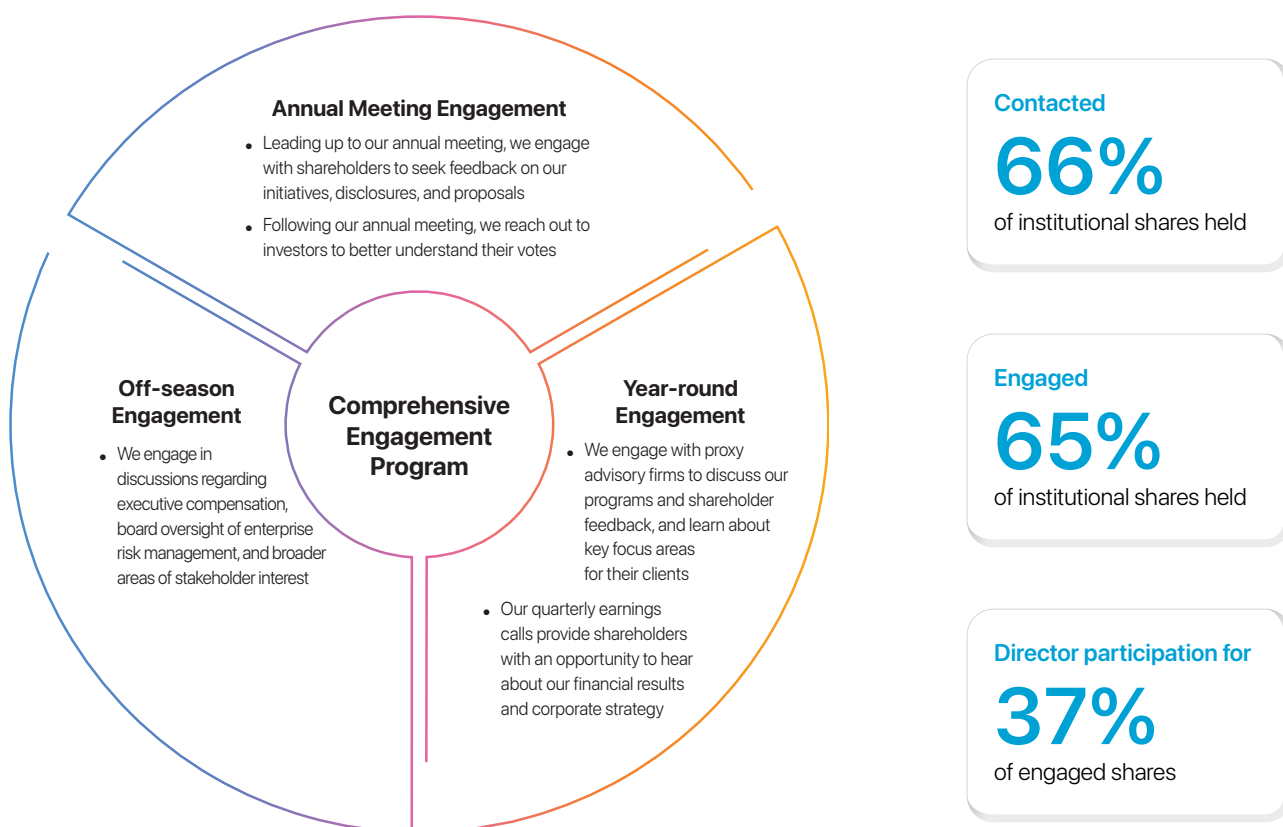 Annual Meeting Engagement
• Leading up to our annual meeting, we engage
with shareholders to seek feedback on our
initiatives, disclosures, and proposals
• Following our annual meeting, we reach out to
investors to better understand their votes
Off-season
Engagement
• We engage in
discussions regarding
executive compensation,
board oversight of enterprise
risk management, and broader
areas of stakeholder interest
Comprehensive
Engagement
Program
Year-round
Engagement
• We engage with proxy
advisory firms to discuss our
programs and shareholder
feedback, and learn about
key focus areas
for their clients
• Our quarterly earnings
calls provide shareholders
with an opportunity to hear
about our financial results
and corporate strategy
Contacted
66%
of institutional shares held
Engaged
65%
of institutional shares held
Director participation for
37%
of engaged shares